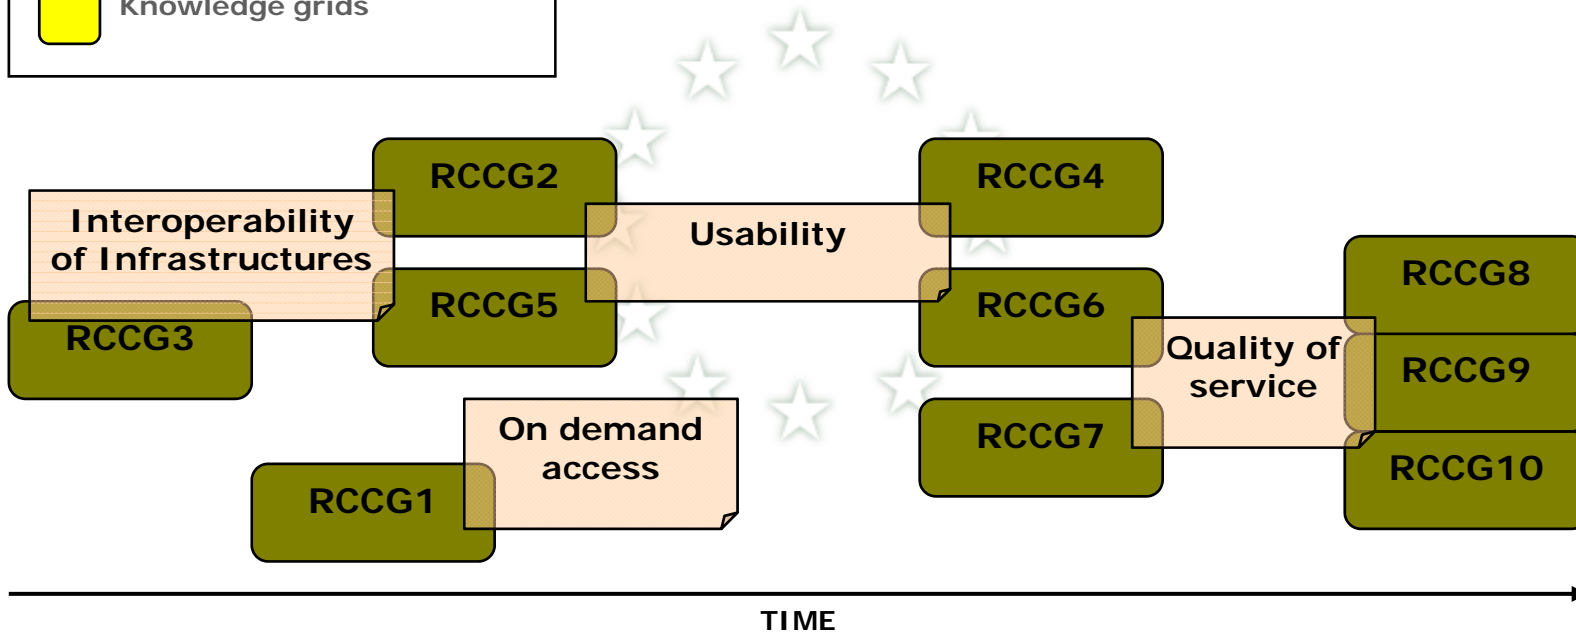 Knowledge grids
RCCG2
RCCG4
Interoperability
of Infrastructures
Usability
RCCG8
RCCG5
RCCG6
RCCG3
Quality of
service
RCCG9
On demand
access
RCCG7
RCCG10
RCCG1
TIME